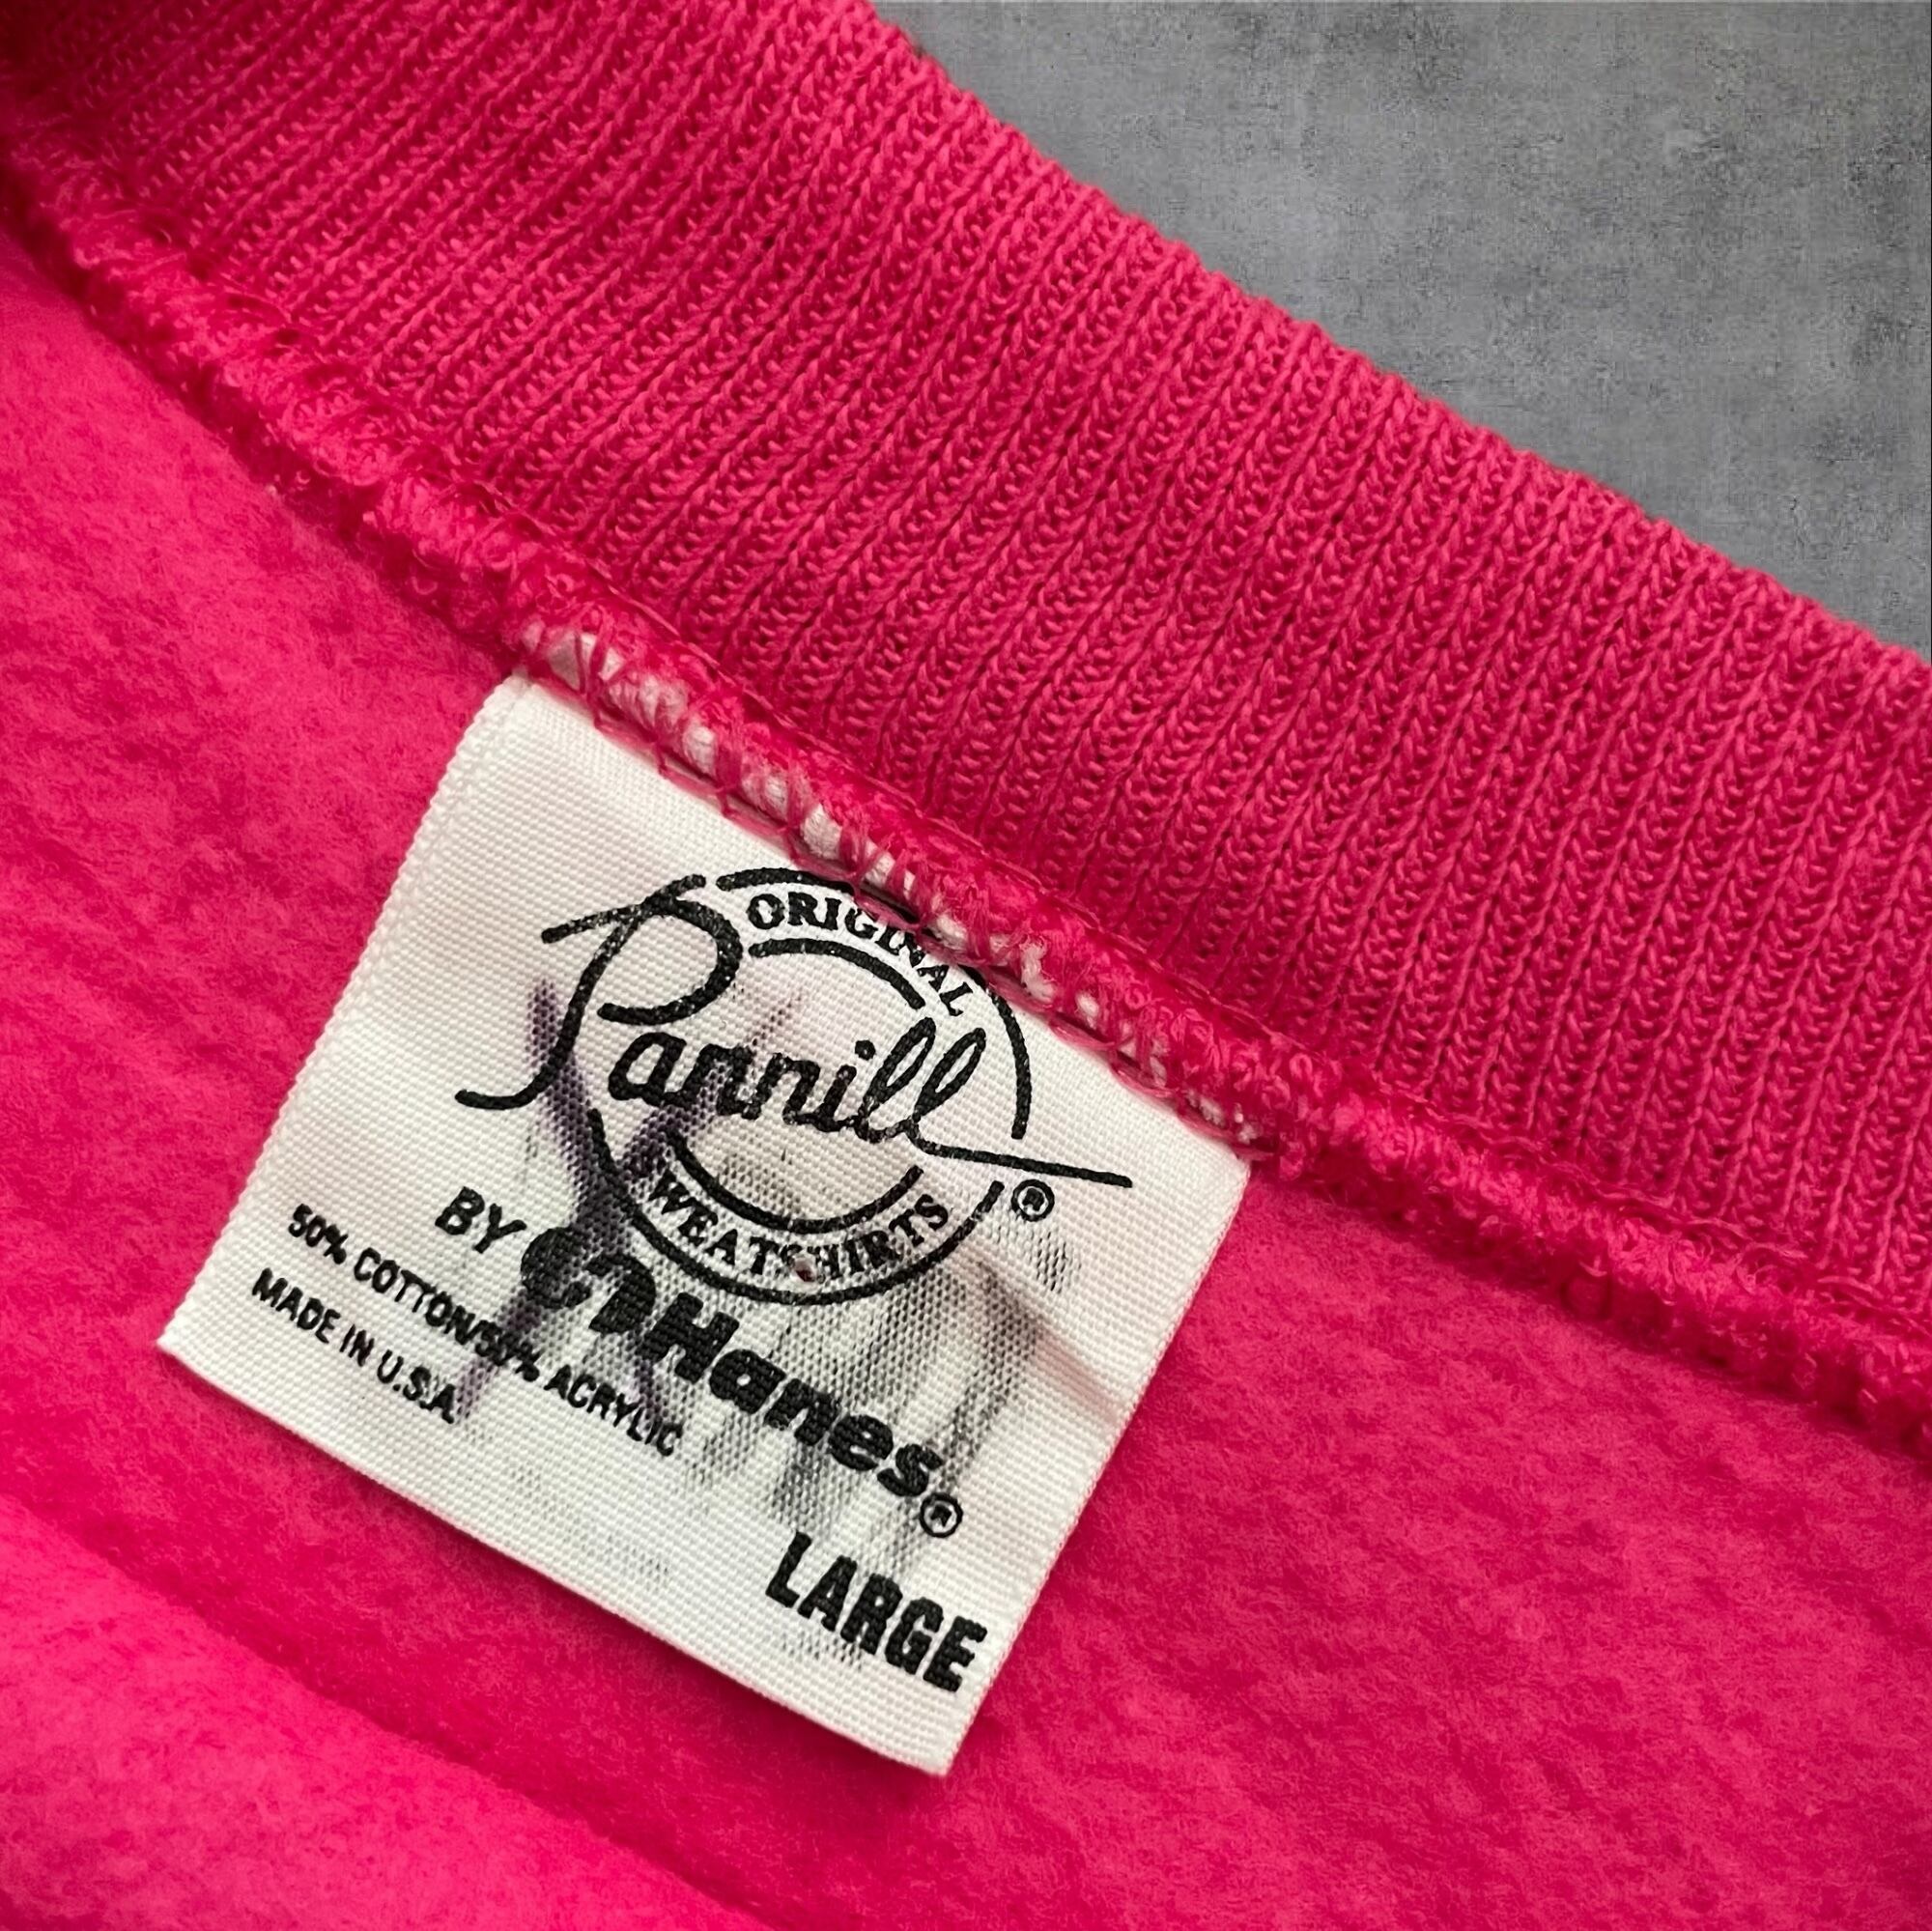 ORIGINAL
Pannill
SWEATSHIRTS ®
BY Hanes®
50% COTTON/50% ACRYLIC
MADE IN U.S.A.
LARGE